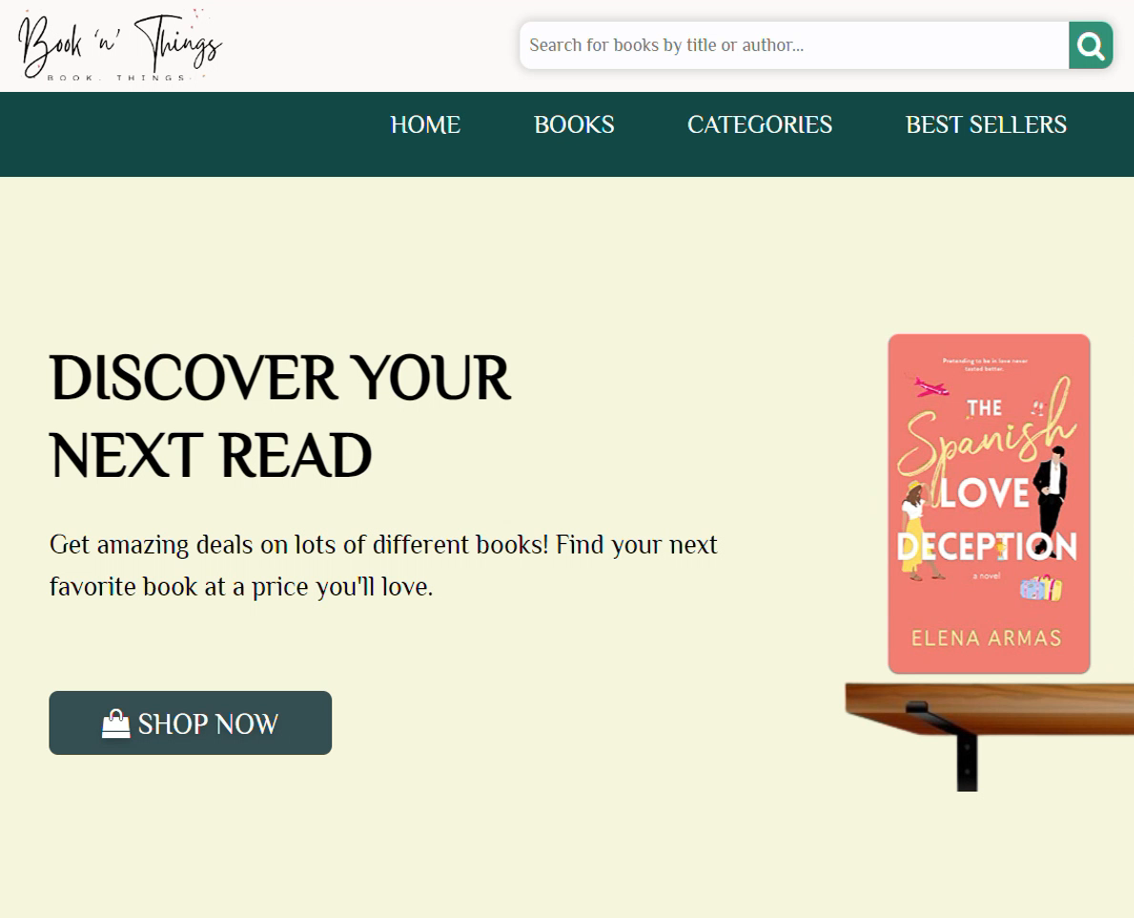 Book 'n' Things
BOOK. THINGS.
Search for books by title or author...
HOME BOOKS CATEGORIES BEST SELLERS
DISCOVER YOUR
NEXT READ
Get amazing deals on lots of different books! Find your next
favorite book at a price you'll love.
SHOP NOW
Pretending to be in love never
tasted better.
THE
Spanish
LOVE
DECEPTION
a novel
ELENA ARMAS